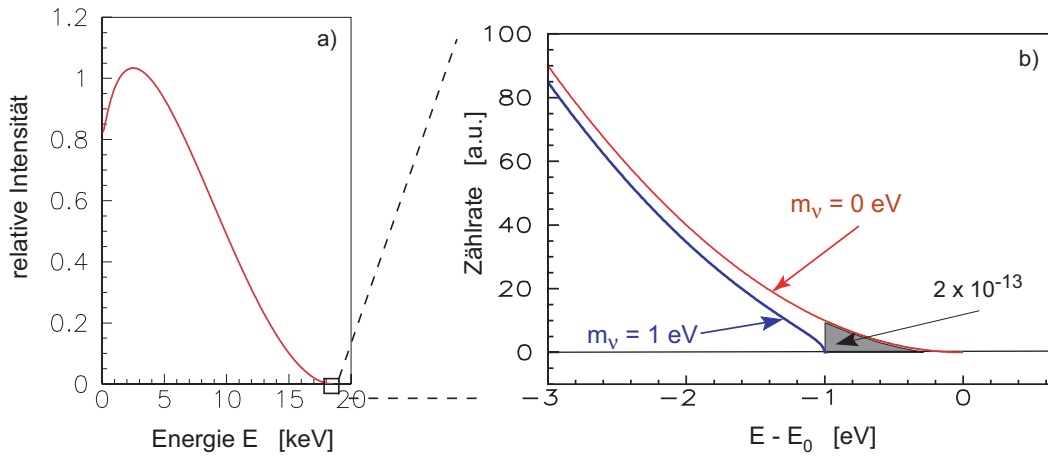 a)
relative Intensität
1.2
1
0.8
0.6
0.4
0.2
0
0 5 10 15 20
Energie E [keV]
b)
Zählrate [a.u.]
100
80
60
40
20
0
m_ν = 0 eV
2 x 10^-13
m_ν = 1 eV
−3 −2 −1 0
E - E_0 [eV]